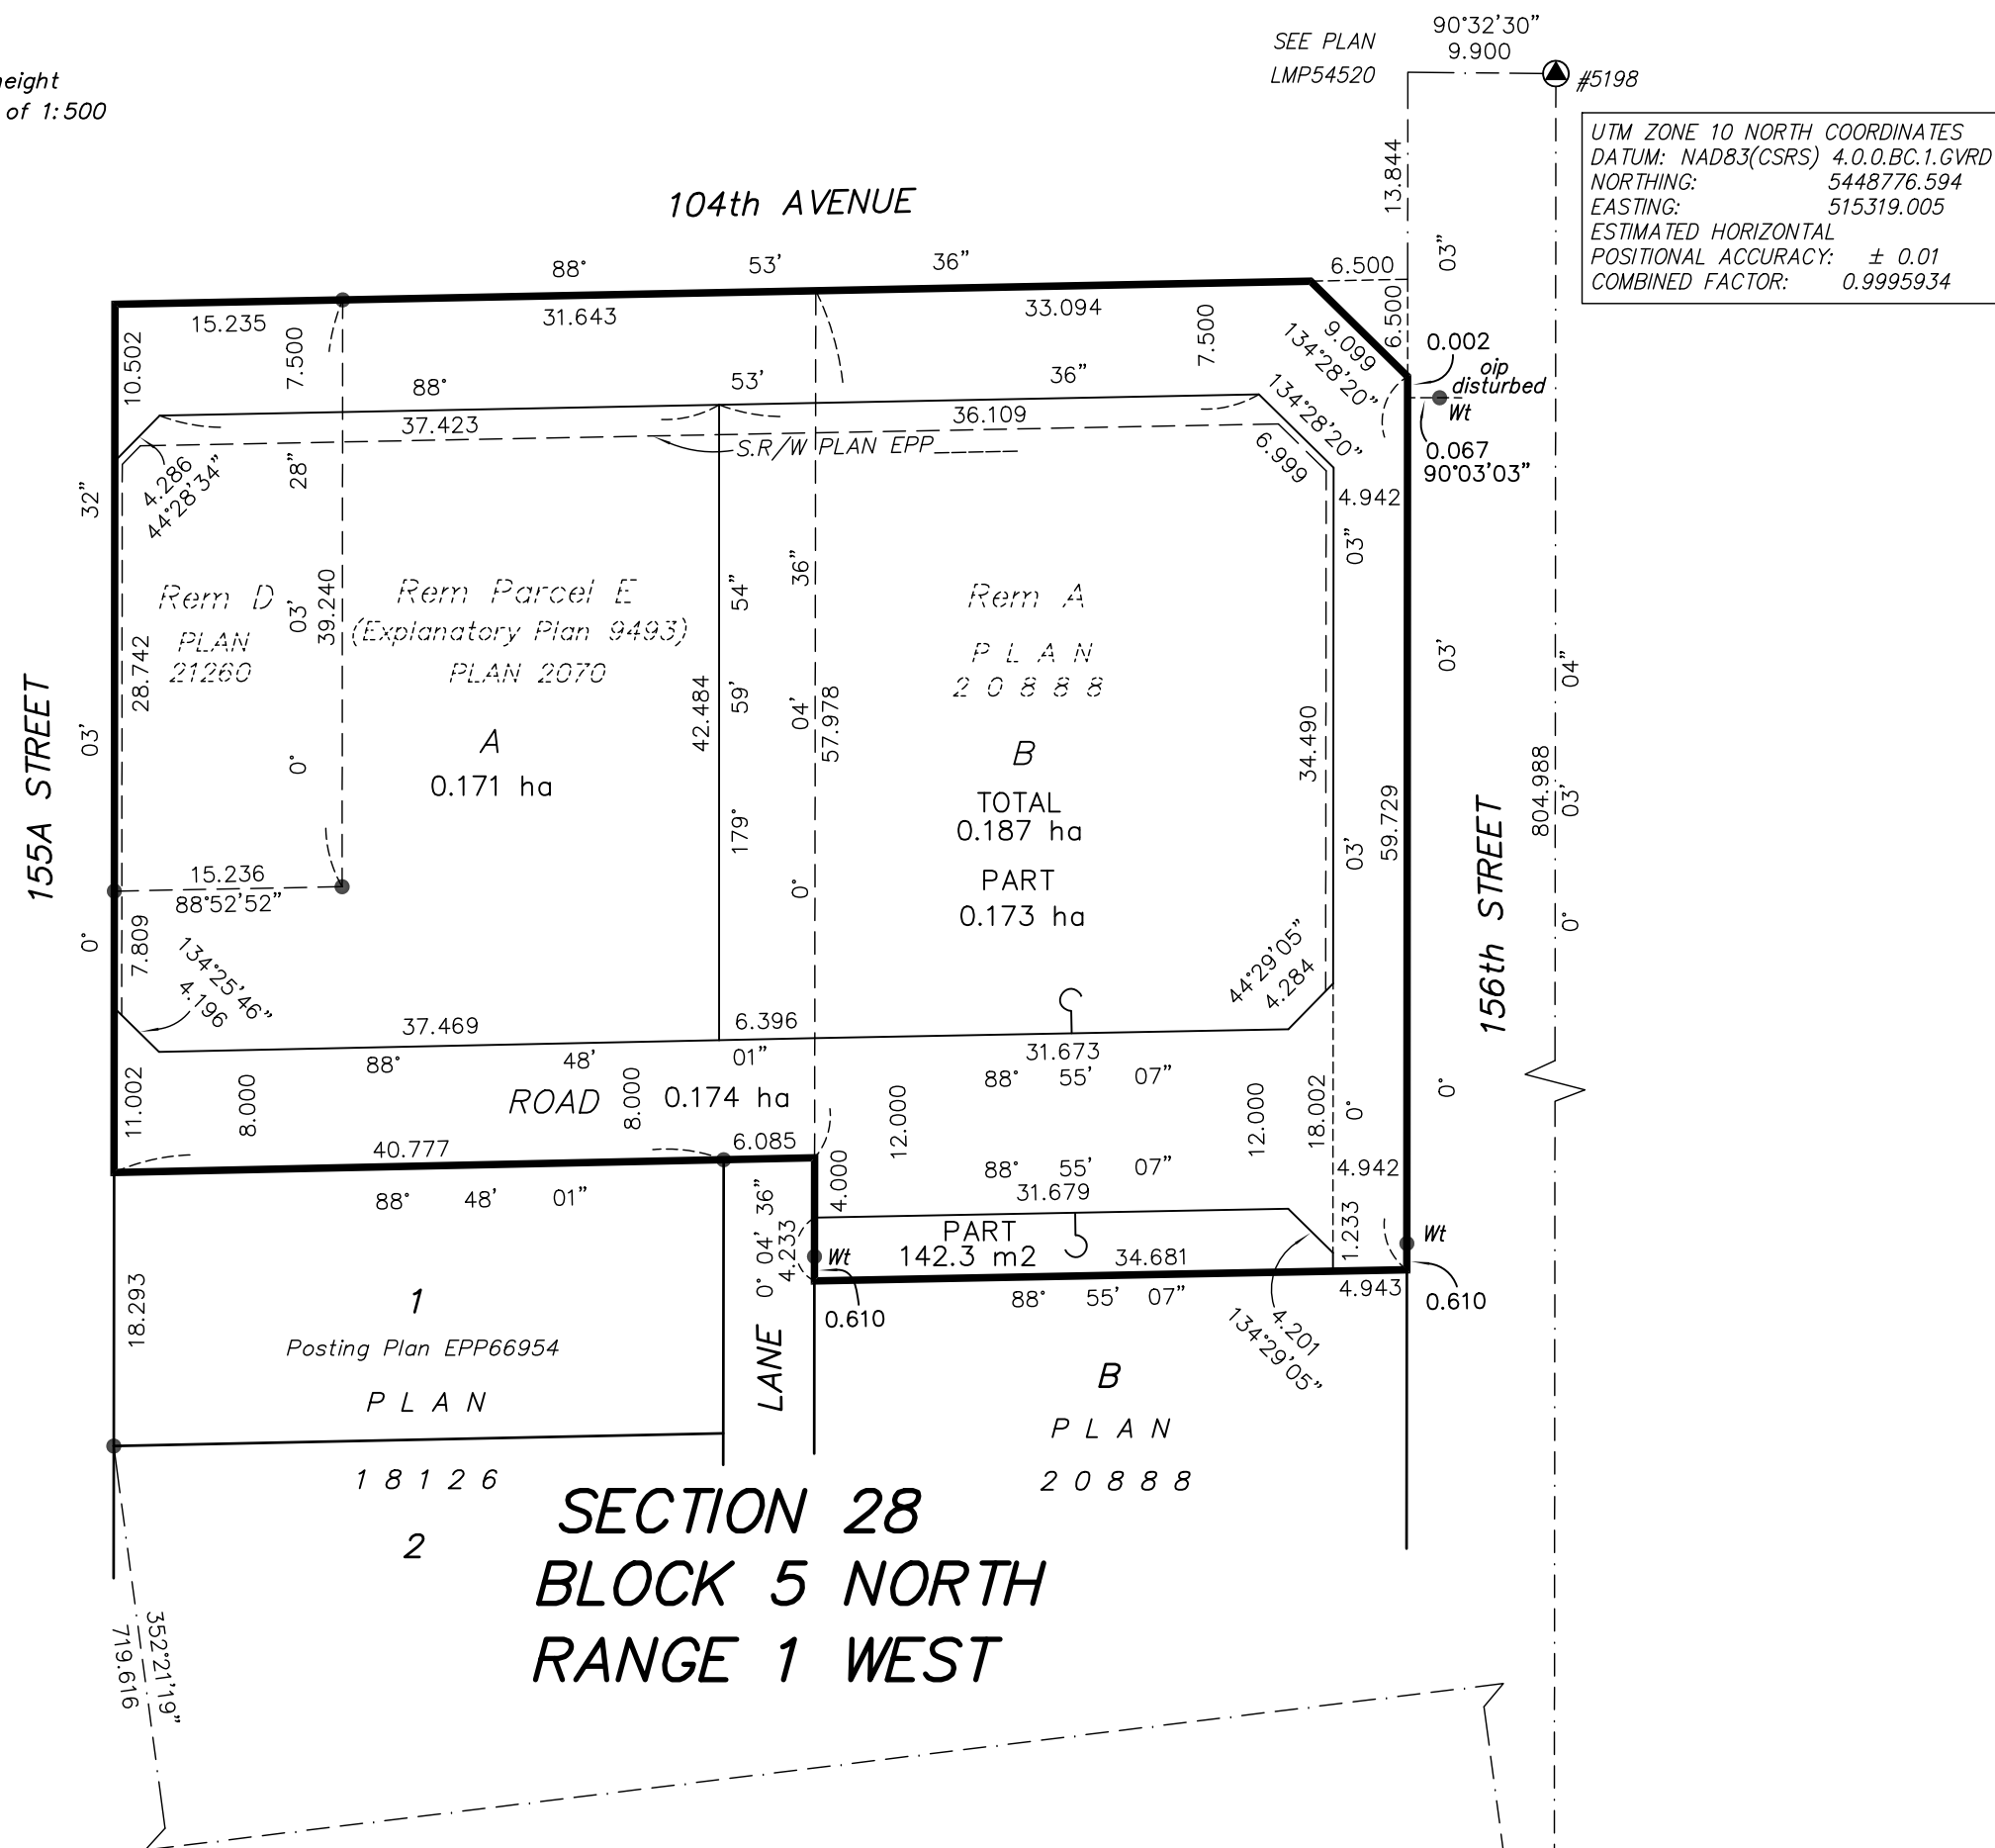 90°32'30"
SEE PLAN
9.900
LMP54520
#5198
eight
of 1:500
UTM ZONE 10 NORTH COORDINATES
DATUM: NAD83(CSRS) 4.0.0.BC.1.GVRD
NORTHING: 5448776.594
EASTING: 515319.005
ESTIMATED HORIZONTAL
POSITIONAL ACCURACY: ± 0.01
COMBINED FACTOR: 0.9995934
13.844
104th AVENUE
88° 53' 36"
6.500
0° 03' 03"
15.235
31.643
33.094
6.500
10.502
7.500
7.500
9.099
134°28'20"
0.002
oip
disturbed
Wt
0.067
90°03'03"
88° 53' 36"
134°28'20"
37.423
36.109
6.999
S.R/W PLAN EPP_____
4.286
44°28'34"
4.942
0° 03' 32"
0° 03' 28"
39.240
28.742
Rem D
PLAN
21260
Rem Parcel E
(Explanatory Plan 9493)
PLAN 2070
Rem A
PLAN
20888
155A STREET
A
0.171 ha
42.484
179° 59' 54"
0° 04' 36"
57.978
B
TOTAL
0.187 ha
PART
0.173 ha
34.490
0° 03' 03"
59.729
156th STREET
804.988
0° 03' 04"
15.236
88°52'52"
7.809
134°25'46"
4.196
44°29'05"
4.284
37.469
6.396
88° 48' 01"
31.673
88° 55' 07"
11.002
8.000
ROAD 0.174 ha
8.000
12.000
12.000
18.002
40.777
6.085
4.000
88° 55' 07"
31.679
4.942
88° 48' 01"
0° 04' 36"
4.233
Wt
PART
142.3 m2
34.681
1.233
Wt
88° 55' 07"
4.943
0.610
0.610
4.201
134°29'05"
18.293
1
Posting Plan EPP66954
PLAN
18126
LANE
B
PLAN
20888
2
SECTION 28
BLOCK 5 NORTH
RANGE 1 WEST
352°21'19"
719.616